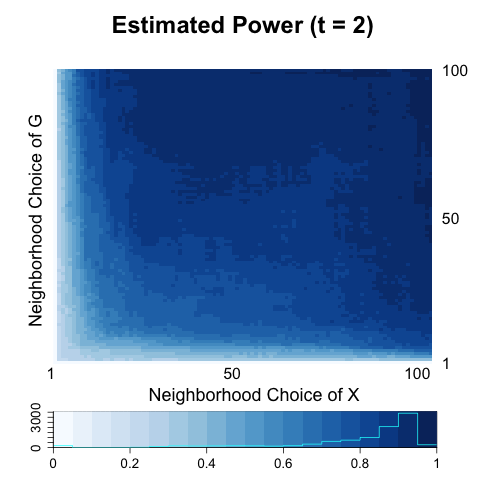 Estimated Power (t = 2)
Neighborhood Choice of G
100
50
1
1 50 100
Neighborhood Choice of X
0 3000
0 0.2 0.4 0.6 0.8 1